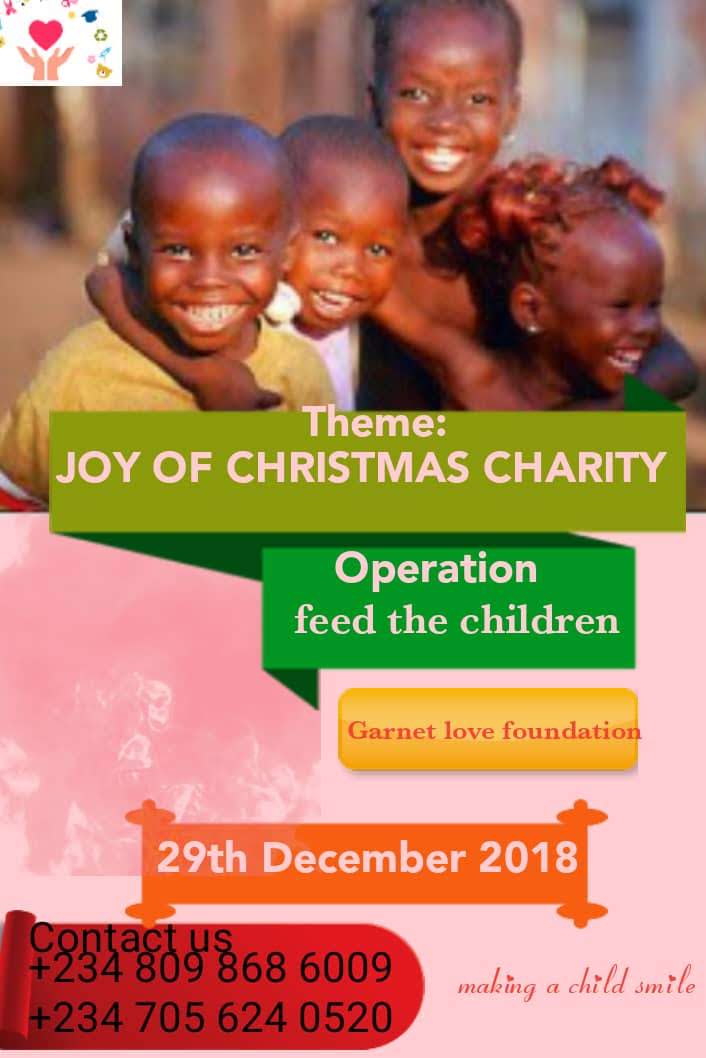 Theme:
JOY OF CHRISTMAS CHARITY
Operation
feed the children
Garnet love foundation
29th December 2018
Contact us
+234 809 868 6009
+234 705 624 0520
making a child smile